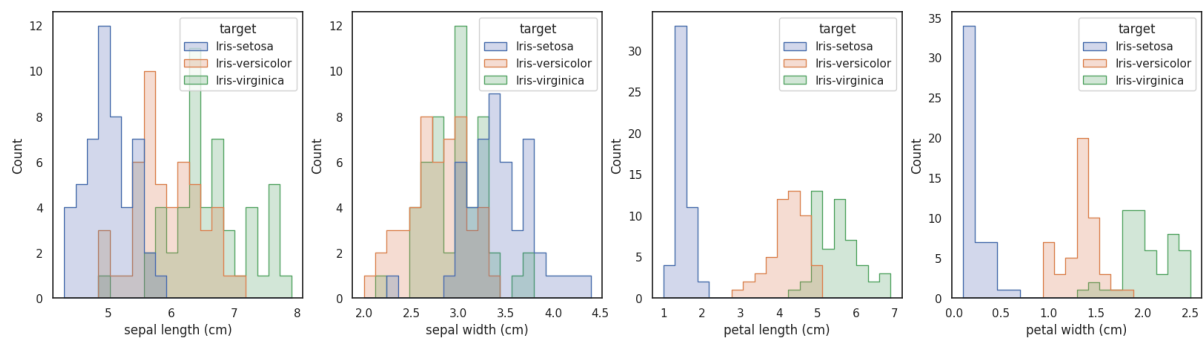 12
10
8
6
4
2
0
Count
5
6
7
8
sepal length (cm)
target
Iris-setosa
Iris-versicolor
Iris-virginica
12
10
8
6
4
2
0
Count
2.0
2.5
3.0
3.5
4.0
4.5
sepal width (cm)
target
Iris-setosa
Iris-versicolor
Iris-virginica
30
25
20
15
10
5
0
Count
1
2
3
4
5
6
7
petal length (cm)
target
Iris-setosa
Iris-versicolor
Iris-virginica
35
30
25
20
15
10
5
0
Count
0.0
0.5
1.0
1.5
2.0
2.5
petal width (cm)
target
Iris-setosa
Iris-versicolor
Iris-virginica